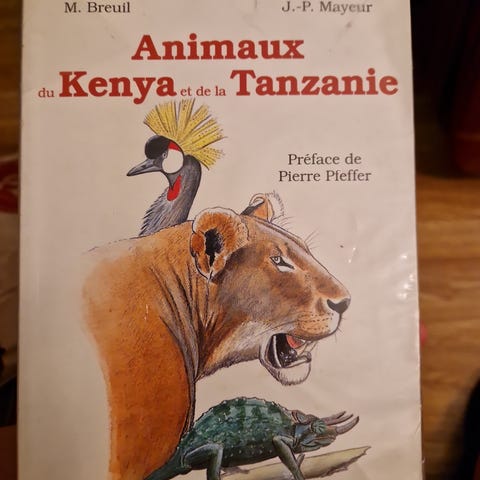 M. Breuil J.-P. Mayeur
Animaux
du Kenya et de la Tanzanie
Préface de
Pierre Pfeffer